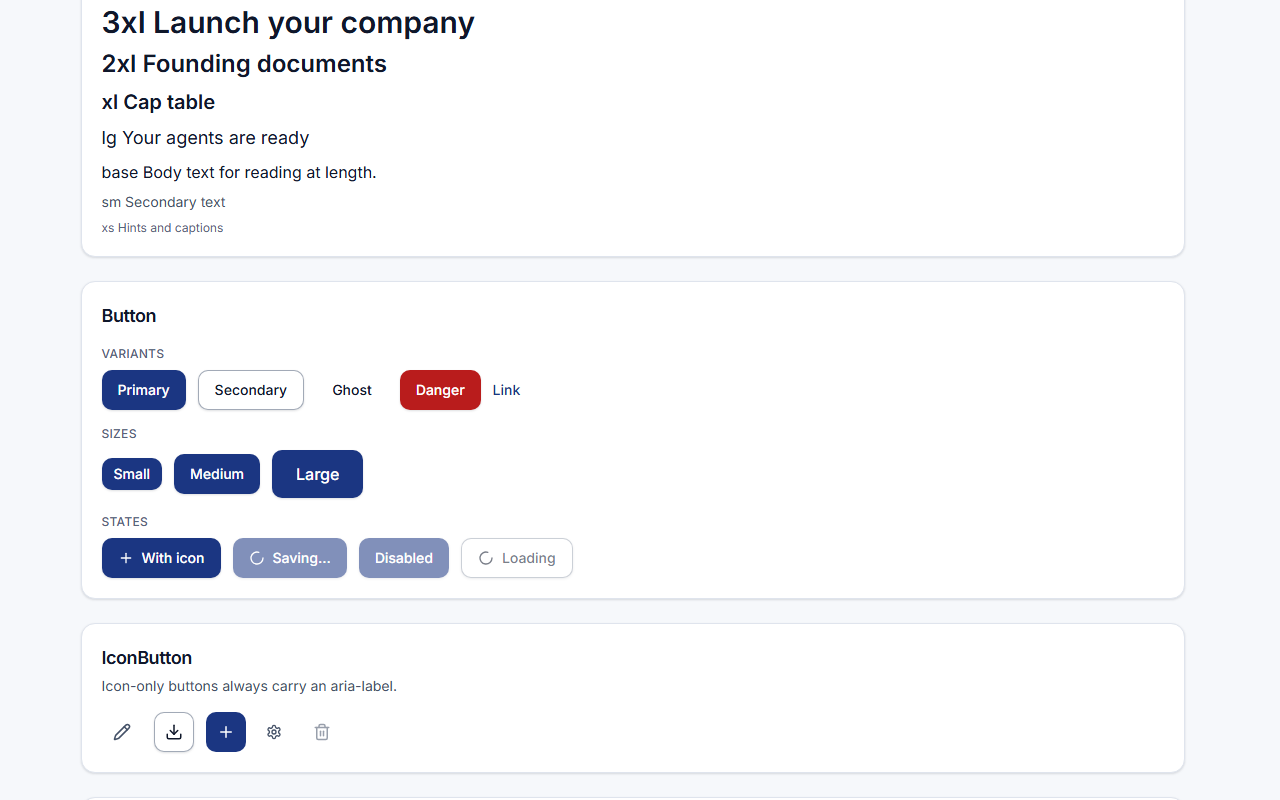 3xl Launch your company
2xl Founding documents
xl Cap table
lg Your agents are ready
base Body text for reading at length.
sm Secondary text
xs Hints and captions
Button
VARIANTS
Primary Secondary Ghost Danger Link
SIZES
Small Medium Large
STATES
With icon Saving... Disabled Loading
IconButton
Icon-only buttons always carry an aria-label.